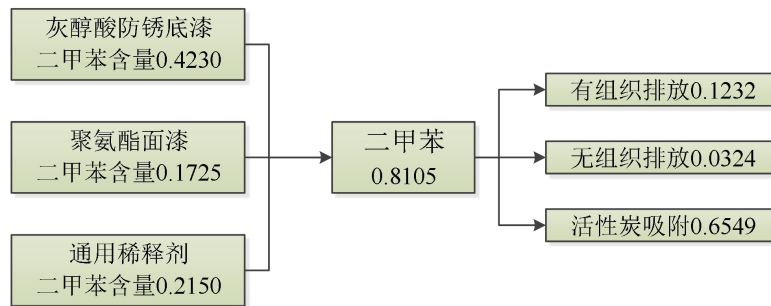 灰醇酸防锈底漆
二甲苯含量0.4230
聚氨酯面漆
二甲苯含量0.1725
通用稀释剂
二甲苯含量0.2150
二甲苯
0.8105
有组织排放0.1232
无组织排放0.0324
活性炭吸附0.6549